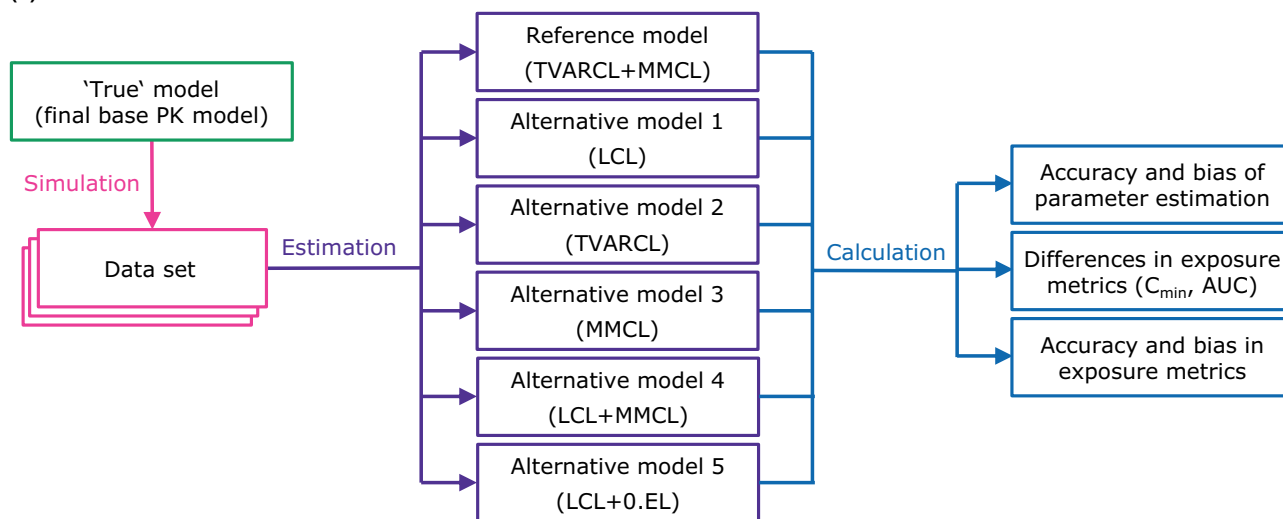 ‘True‘ model
(final base PK model)
Simulation
Data set
Estimation
Reference model
(TVARCL+MMCL)
Alternative model 1
(LCL)
Alternative model 2
(TVARCL)
Alternative model 3
(MMCL)
Alternative model 4
(LCL+MMCL)
Alternative model 5
(LCL+0.EL)
Calculation
Accuracy and bias of
parameter estimation
Differences in exposure
metrics (Cmin, AUC)
Accuracy and bias in
exposure metrics